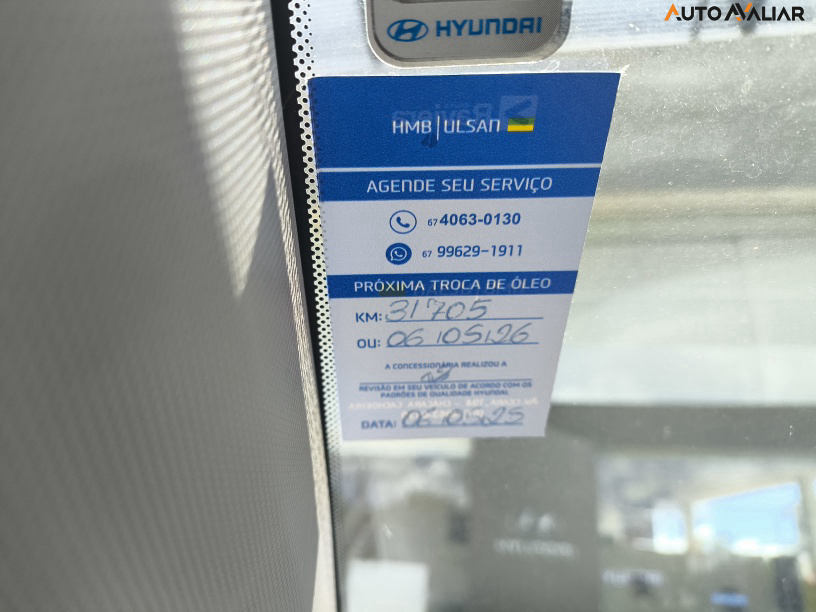 AUTO AVALIAR
HYUNDAI
HMB | ULSAN
AGENDE SEU SERVIÇO
67 4063-0130
67 99629-1911
PRÓXIMA TROCA DE ÓLEO
KM: 31705
OU: 06/05/26
A CONCESSIONÁRIA REALIZOU A
REVISÃO EM SEU VEÍCULO DE ACORDO COM OS
PADRÕES DE QUALIDADE HYUNDAI.
DATA: 06/05/25
HYUNDAI